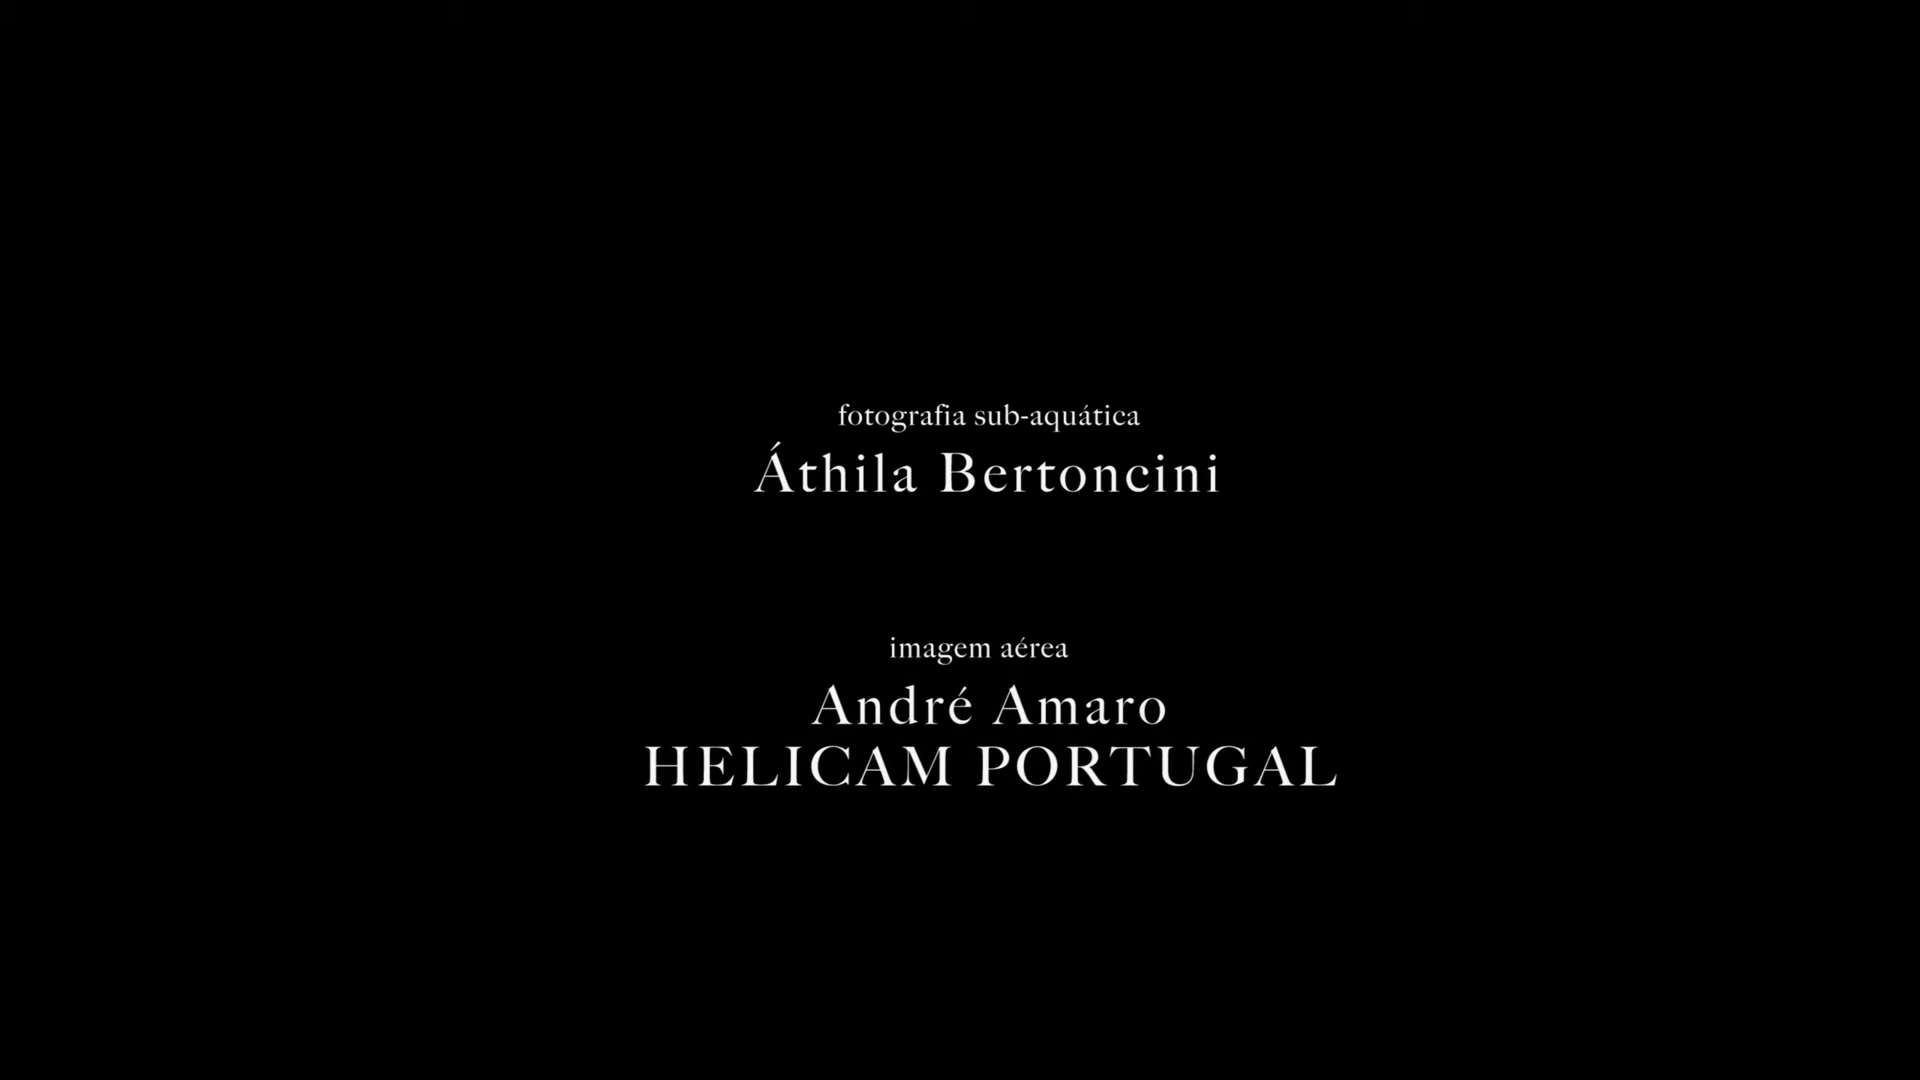 fotografia sub-aquática
Áthila Bertoncini
imagem aérea
André Amaro
HELICAM PORTUGAL